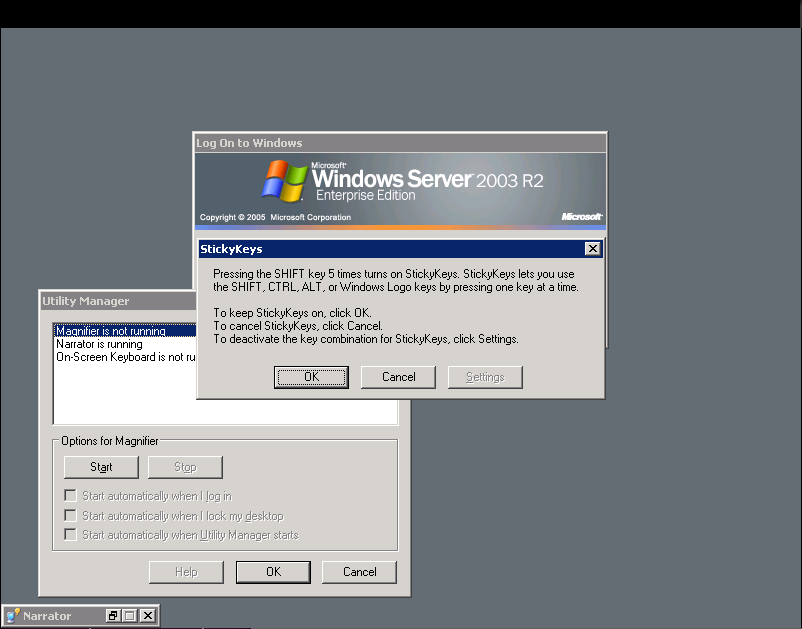 Log On to Windows
Microsoft®
Windows Server 2003 R2
Enterprise Edition
Copyright © 2005 Microsoft Corporation
Microsoft®
StickyKeys
Pressing the SHIFT key 5 times turns on StickyKeys. StickyKeys lets you use
the SHIFT, CTRL, ALT, or Windows Logo keys by pressing one key at a time.
To keep StickyKeys on, click OK.
To cancel StickyKeys, click Cancel.
To deactivate the key combination for StickyKeys, click Settings.
OK Cancel Settings
Utility Manager
Magnifier is not running
Narrator is running
On-Screen Keyboard is not ru
Options for Magnifier
Start Stop
Start automatically when I log in
Start automatically when I lock my desktop
Start automatically when Utility Manager starts
Help OK Cancel
Narrator